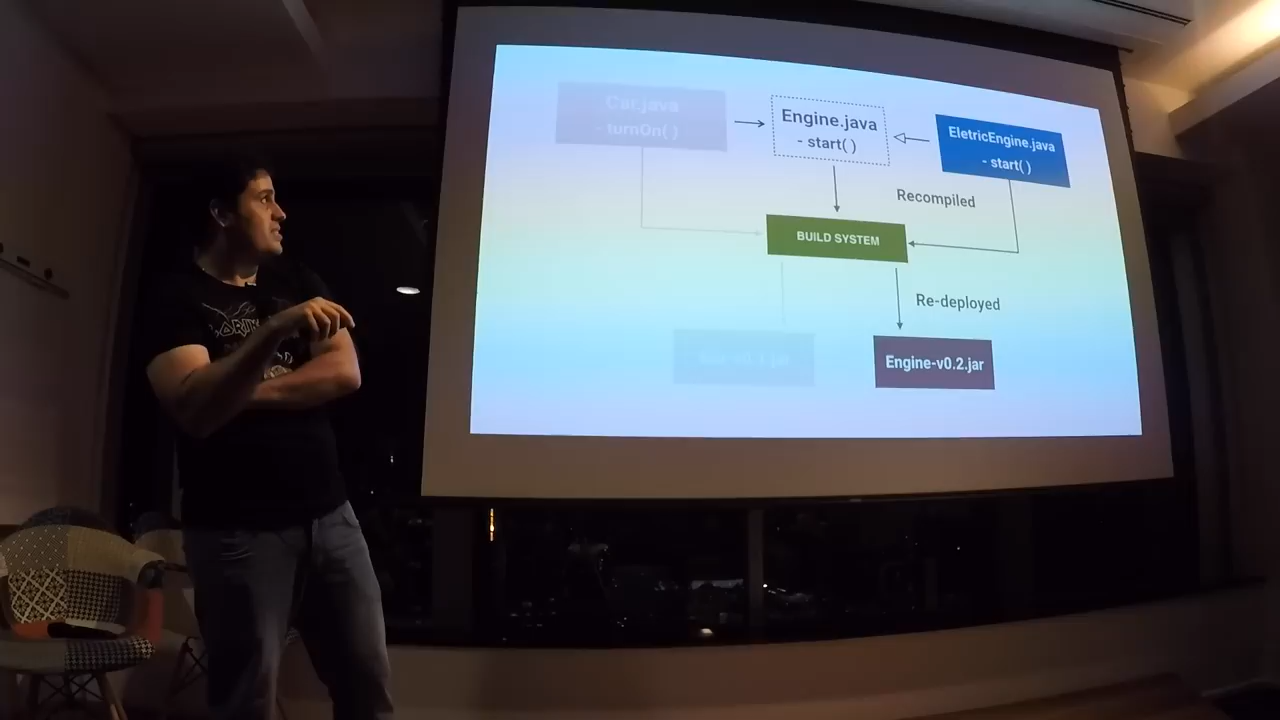 Car.java
- turnOn( )
Engine.java
- start( )
EletricEngine.java
- start( )
Recompiled
BUILD SYSTEM
Re-deployed
Engine-v0.2.jar